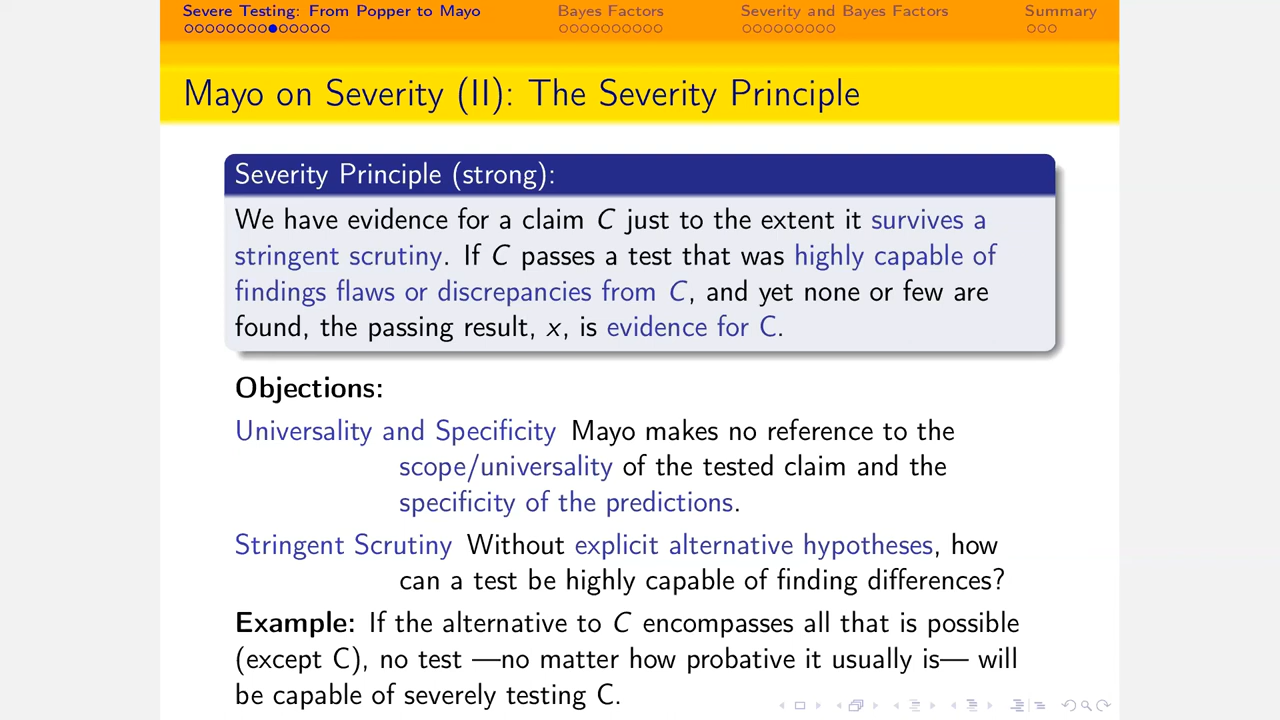 Severe Testing: From Popper to Mayo Bayes Factors Severity and Bayes Factors Summary
Mayo on Severity (II): The Severity Principle
Severity Principle (strong):
We have evidence for a claim C just to the extent it survives a
stringent scrutiny. If C passes a test that was highly capable of
findings flaws or discrepancies from C, and yet none or few are
found, the passing result, x, is evidence for C.
Objections:
Universality and Specificity Mayo makes no reference to the
scope/universality of the tested claim and the
specificity of the predictions.
Stringent Scrutiny Without explicit alternative hypotheses, how
can a test be highly capable of finding differences?
Example: If the alternative to C encompasses all that is possible
(except C), no test —no matter how probative it usually is— will
be capable of severely testing C.